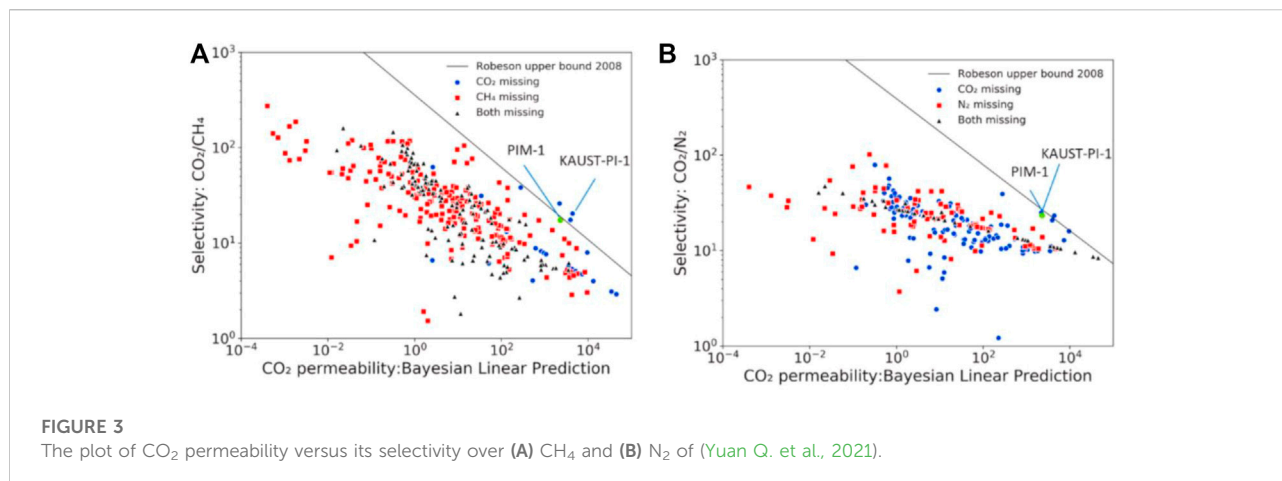 A
10³
10²
10¹
10⁰
Selectivity: CO₂/CH₄
Robeson upper bound 2008
CO₂ missing
CH₄ missing
Both missing
PIM-1
KAUST-PI-1
10⁻⁴
10⁻²
10⁰
10²
10⁴
CO₂ permeability:Bayesian Linear Prediction
B
10³
10²
10¹
10⁰
Selectivity: CO₂/N₂
Robeson upper bound 2008
CO₂ missing
N₂ missing
Both missing
KAUST-PI-1
PIM-1
10⁻⁴
10⁻²
10⁰
10²
10⁴
CO₂ permeability:Bayesian Linear Prediction
FIGURE 3
The plot of CO₂ permeability versus its selectivity over (A) CH₄ and (B) N₂ of (Yuan Q. et al., 2021).